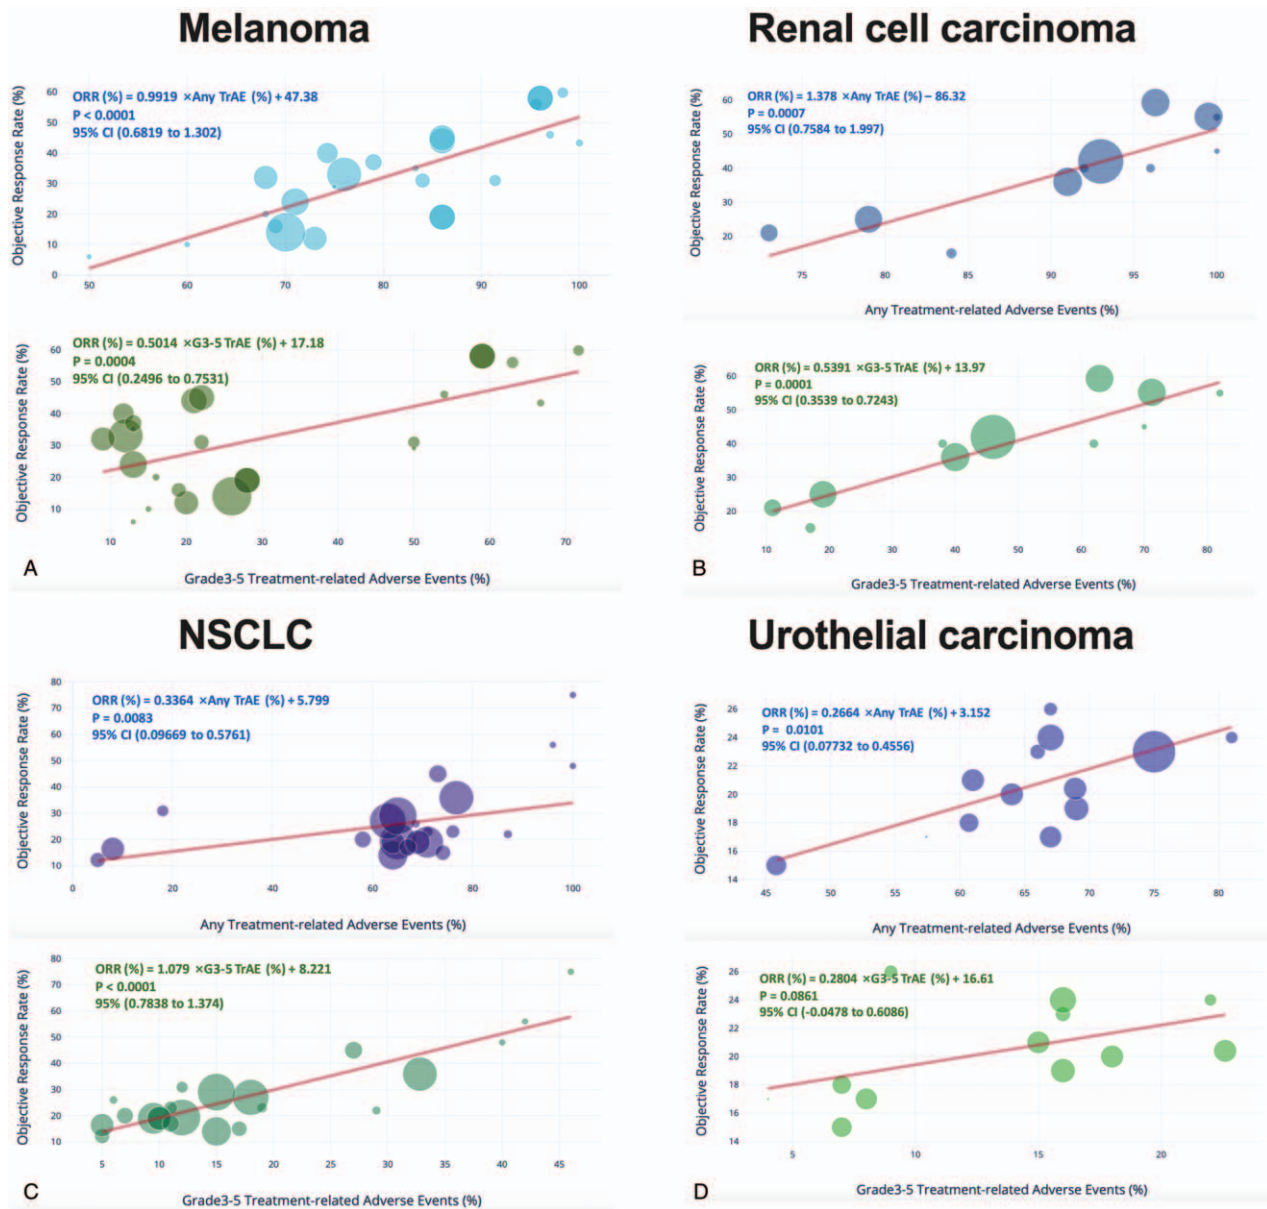 Melanoma
Objective Response Rate (%)
60
50
40
30
20
10
0
ORR (%) = 0.9919 ×Any TrAE (%) + 47.38
P < 0.0001
95% CI (0.6819 to 1.302)
50
60
70
80
90
100
Objective Response Rate (%)
60
50
40
30
20
10
ORR (%) = 0.5014 ×G3-5 TrAE (%) + 17.18
P = 0.0004
95% CI (0.2496 to 0.7531)
10
20
30
40
50
60
70
A
Grade3-5 Treatment-related Adverse Events (%)
Renal cell carcinoma
Objective Response Rate (%)
60
50
40
30
20
ORR (%) = 1.378 ×Any TrAE (%) – 86.32
P = 0.0007
95% CI (0.7584 to 1.997)
75
80
85
90
95
100
Any Treatment-related Adverse Events (%)
Objective Response Rate (%)
60
50
40
30
20
ORR (%) = 0.5391 ×G3-5 TrAE (%) + 13.97
P = 0.0001
95% CI (0.3539 to 0.7243)
10
20
30
40
50
60
70
80
B
Grade3-5 Treatment-related Adverse Events (%)
NSCLC
Objective Response Rate (%)
80
70
60
50
40
30
20
10
ORR (%) = 0.3364 ×Any TrAE (%) + 5.799
P = 0.0083
95% CI (0.09669 to 0.5761)
0
20
40
60
80
100
Any Treatment-related Adverse Events (%)
Objective Response Rate (%)
80
70
60
50
40
30
20
10
ORR (%) = 1.079 ×G3-5 TrAE (%) + 8.221
P < 0.0001
95% (0.7838 to 1.374)
5
10
15
20
25
30
35
40
45
C
Grade3-5 Treatment-related Adverse Events (%)
Urothelial carcinoma
Objective Response Rate (%)
26
24
22
20
18
16
14
ORR (%) = 0.2664 ×Any TrAE (%) + 3.152
P = 0.0101
95% CI (0.07732 to 0.4556)
45
50
55
60
65
70
75
80
Any Treatment-related Adverse Events (%)
Objective Response Rate (%)
26
24
22
20
18
16
14
ORR (%) = 0.2804 ×G3-5 TrAE (%) + 16.61
P = 0.0861
95% CI (-0.0478 to 0.6086)
5
10
15
20
D
Grade3-5 Treatment-related Adverse Events (%)